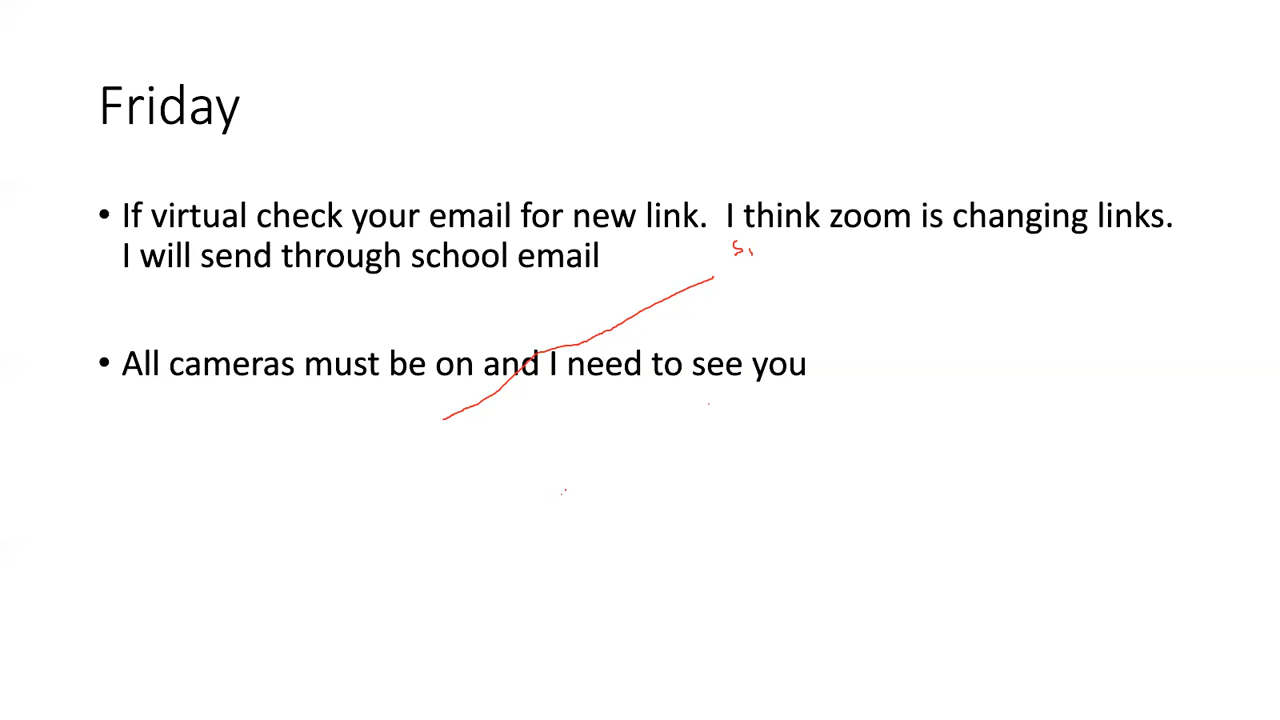 Friday
• If virtual check your email for new link.  I think zoom is changing links.
I will send through school email
• All cameras must be on and I need to see you